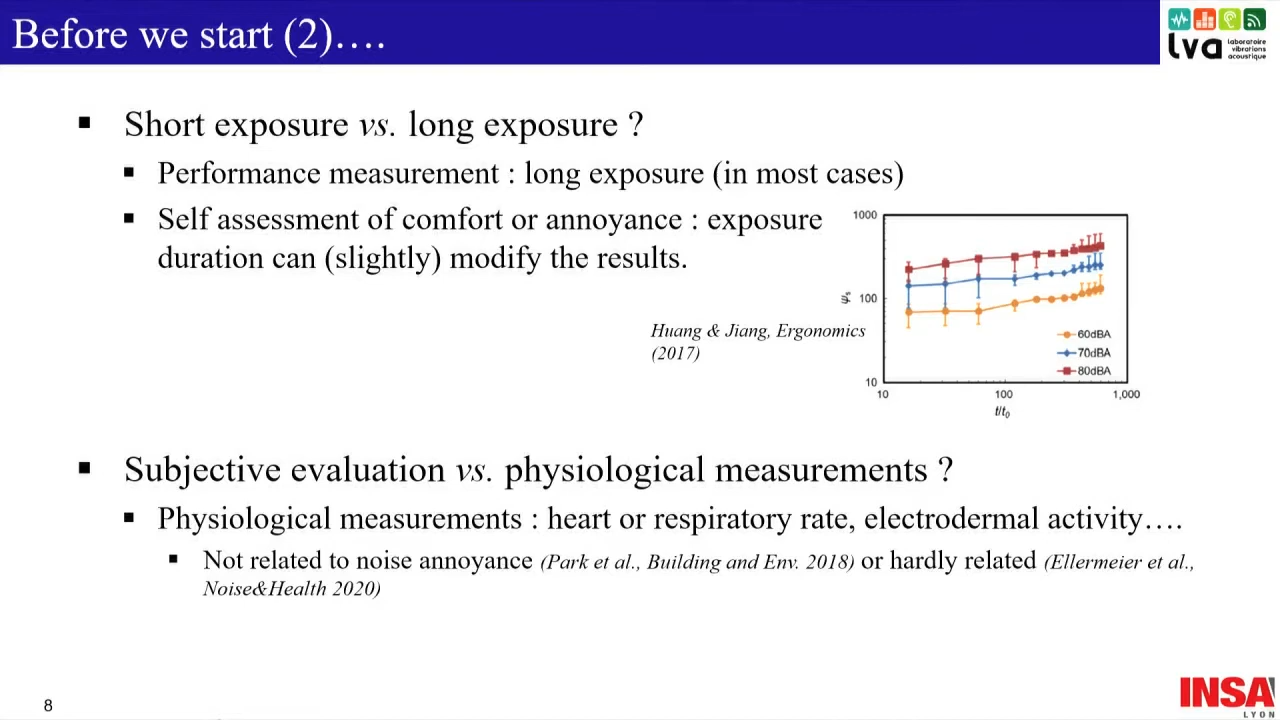 Before we start (2)….
lva laboratoire vibrations acoustique
▪ Short exposure vs. long exposure ?
▪ Performance measurement : long exposure (in most cases)
▪ Self assessment of comfort or annoyance : exposure
duration can (slightly) modify the results.
Huang & Jiang, Ergonomics
(2017)
1000
100
10
ψs
60dBA
70dBA
80dBA
10 100 1,000
t/t0
▪ Subjective evaluation vs. physiological measurements ?
▪ Physiological measurements : heart or respiratory rate, electrodermal activity….
▪ Not related to noise annoyance (Park et al., Building and Env. 2018) or hardly related (Ellermeier et al.,
Noise&Health 2020)
8
INSA
LYON